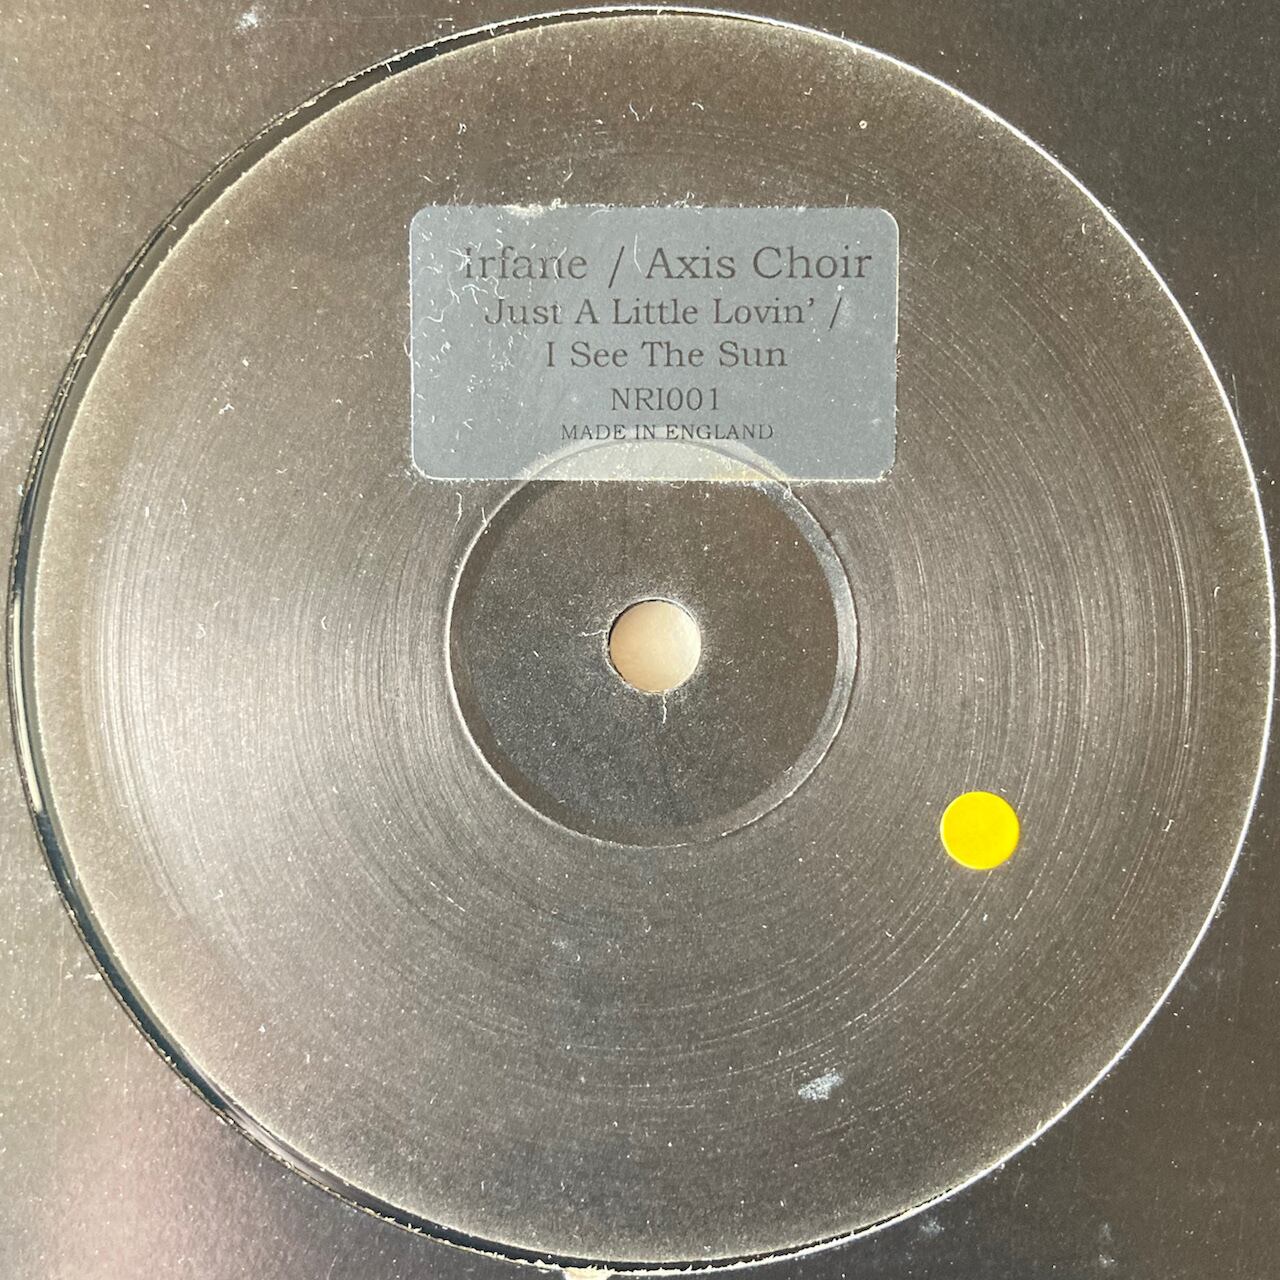 irfane / Axis Choir
Just A Little Lovin' /
I See The Sun
NRI001
MADE IN ENGLAND